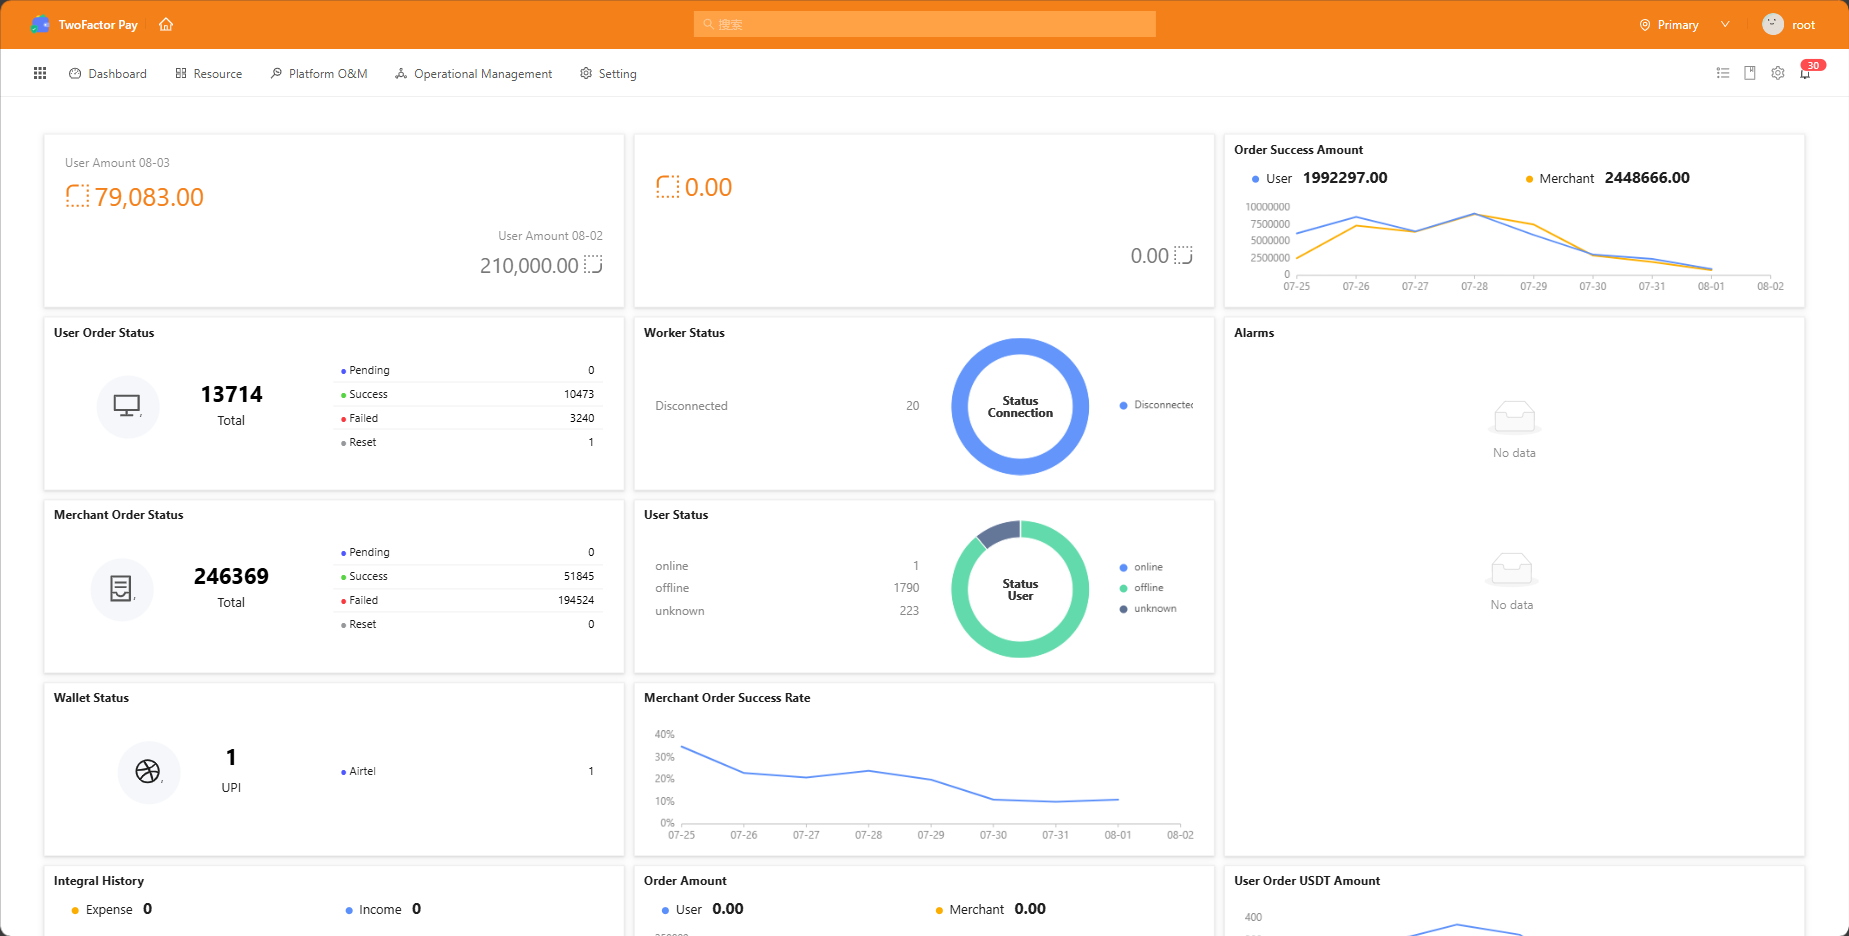 TwoFactor Pay
搜索
Primary
root
Dashboard
Resource
Platform O&M
Operational Management
Setting
30
User Amount 08-03
79,083.00
User Amount 08-02
210,000.00
0.00
0.00
Order Success Amount
User 1992297.00
Merchant 2448666.00
10000000
7500000
5000000
2500000
0
07-25 07-26 07-27 07-28 07-29 07-30 07-31 08-01 08-02
User Order Status
13714
Total
Pending 0
Success 10473
Failed 3240
Reset 1
Worker Status
Disconnected 20
Status
Connection
Disconnected
Alarms
No data
No data
Merchant Order Status
246369
Total
Pending 0
Success 51845
Failed 194524
Reset 0
User Status
online 1
offline 1790
unknown 223
Status
User
online
offline
unknown
Wallet Status
1
UPI
Airtel 1
Merchant Order Success Rate
40%
30%
20%
10%
0%
07-25 07-26 07-27 07-28 07-29 07-30 07-31 08-01 08-02
Integral History
Expense 0
Income 0
Order Amount
User 0.00
Merchant 0.00
User Order USDT Amount
400